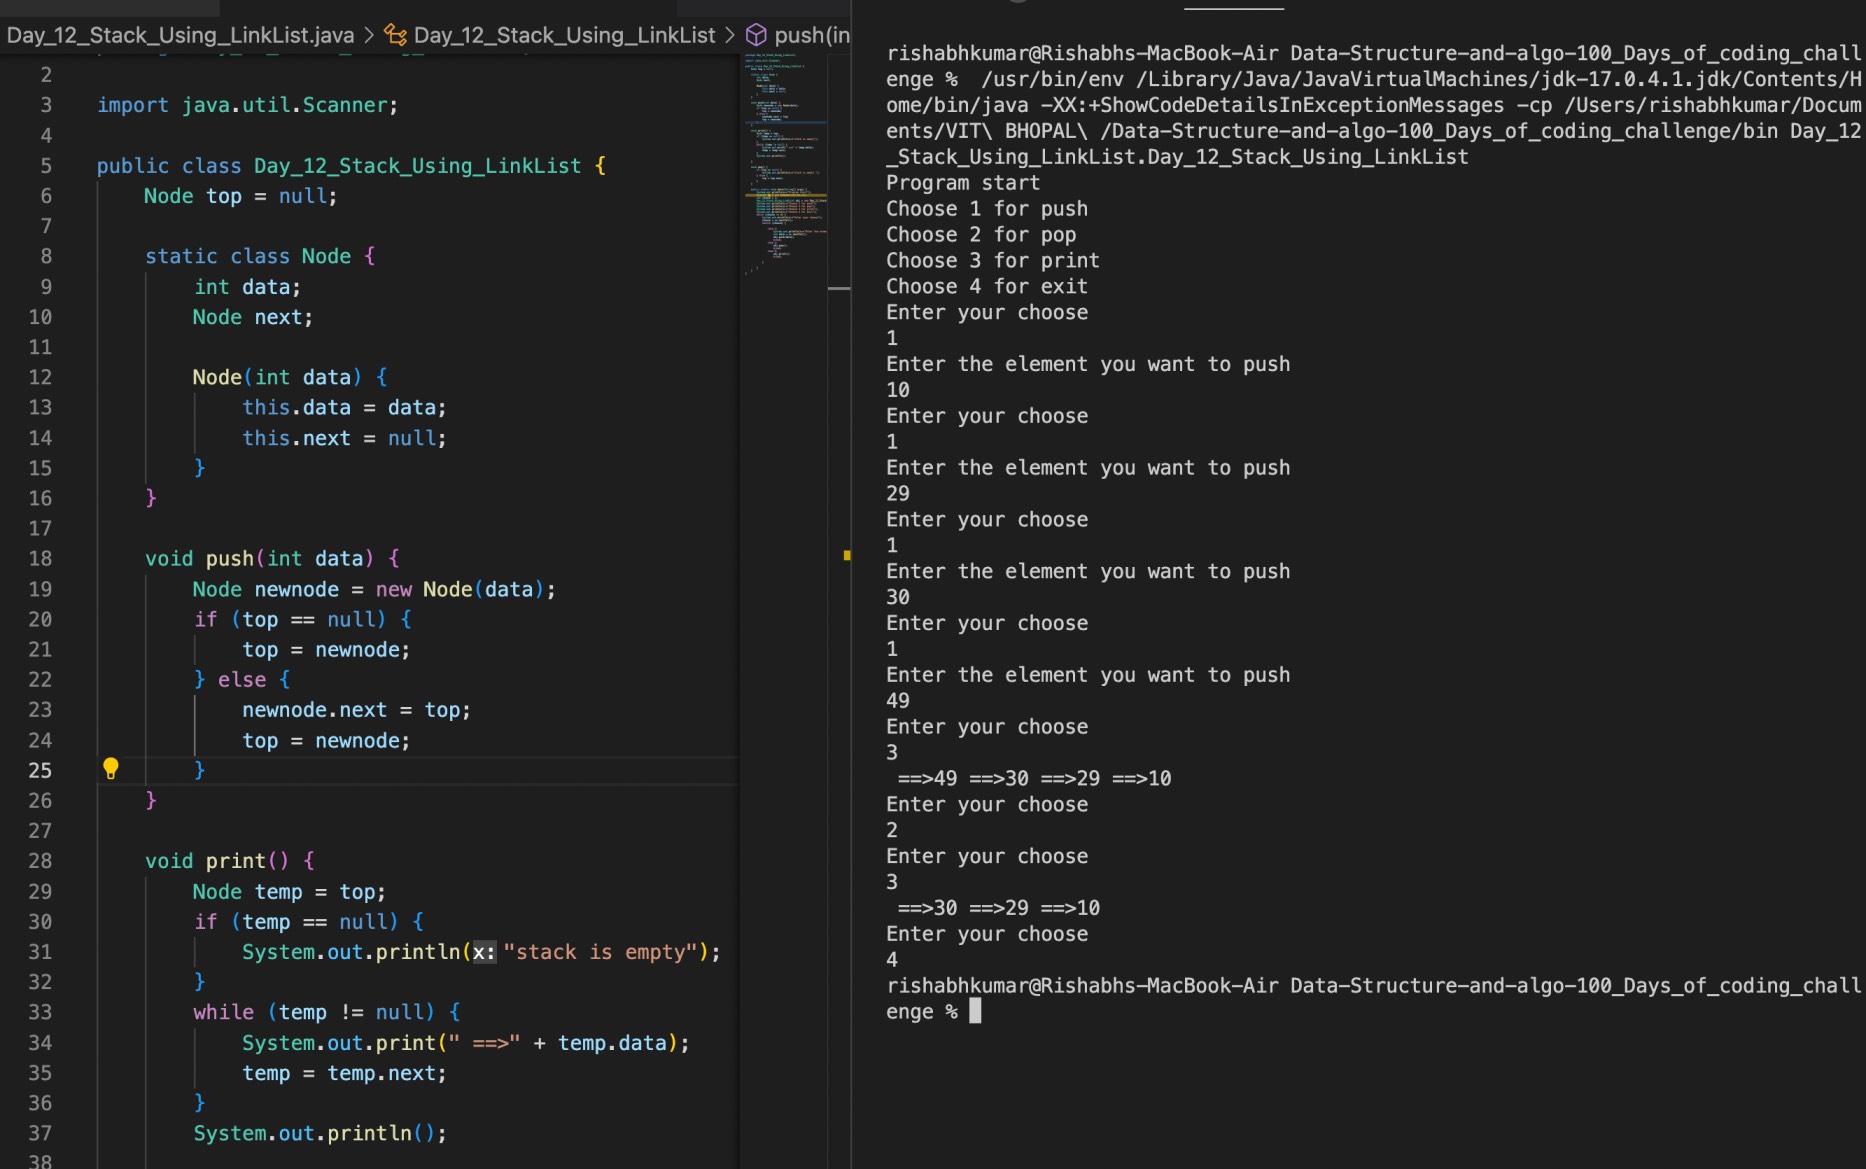 Day_12_Stack_Using_LinkList.java > Day_12_Stack_Using_LinkList > push(in
2
3 import java.util.Scanner;
4
5 public class Day_12_Stack_Using_LinkList {
6 Node top = null;
7
8 static class Node {
9 int data;
10 Node next;
11
12 Node(int data) {
13 this.data = data;
14 this.next = null;
15 }
16 }
17
18 void push(int data) {
19 Node newnode = new Node(data);
20 if (top == null) {
21 top = newnode;
22 } else {
23 newnode.next = top;
24 top = newnode;
25 }
26 }
27
28 void print() {
29 Node temp = top;
30 if (temp == null) {
31 System.out.println(x: "stack is empty");
32 }
33 while (temp != null) {
34 System.out.print(" ==>" + temp.data);
35 temp = temp.next;
36 }
37 System.out.println();
38
rishabhkumar@Rishabhs-MacBook-Air Data-Structure-and-algo-100_Days_of_coding_chall
enge %  /usr/bin/env /Library/Java/JavaVirtualMachines/jdk-17.0.4.1.jdk/Contents/H
ome/bin/java -XX:+ShowCodeDetailsInExceptionMessages -cp /Users/rishabhkumar/Docum
ents/VIT\ BHOPAL\ /Data-Structure-and-algo-100_Days_of_coding_challenge/bin Day_12
_Stack_Using_LinkList.Day_12_Stack_Using_LinkList
Program start
Choose 1 for push
Choose 2 for pop
Choose 3 for print
Choose 4 for exit
Enter your choose
1
Enter the element you want to push
10
Enter your choose
1
Enter the element you want to push
29
Enter your choose
1
Enter the element you want to push
30
Enter your choose
1
Enter the element you want to push
49
Enter your choose
3
 ==>49 ==>30 ==>29 ==>10
Enter your choose
2
Enter your choose
3
 ==>30 ==>29 ==>10
Enter your choose
4
rishabhkumar@Rishabhs-MacBook-Air Data-Structure-and-algo-100_Days_of_coding_chall
enge %